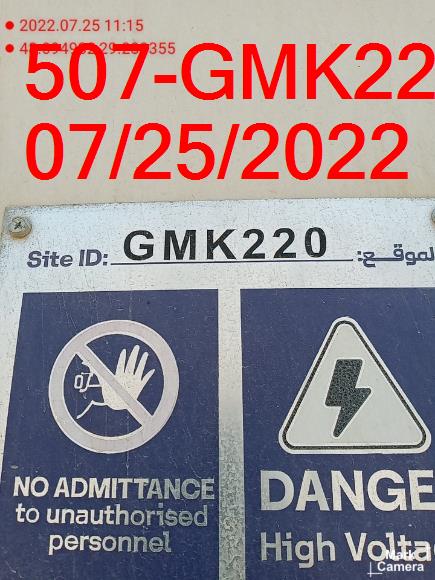 2022.07.25 11:15
507-GMK22
07/25/2022
Site ID: GMK220 الموقع:
NO ADMITTANCE
to unauthorised
personnel
DANGE
High Volta
Mark
Camera